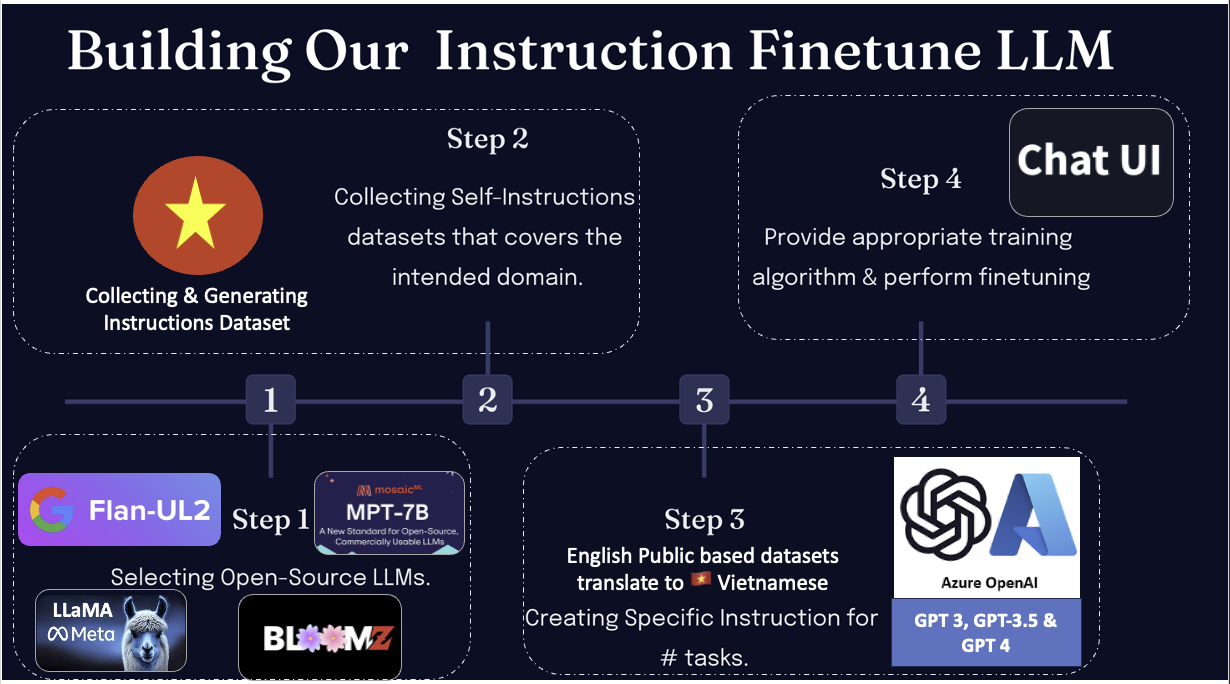 Building Our Instruction Finetune LLM
Step 2
Collecting Self-Instructions
datasets that covers the
intended domain.
Collecting & Generating
Instructions Dataset
Step 4
Chat UI
Provide appropriate training
algorithm & perform finetuning
1
2
3
4
Flan-UL2
Step 1
mosaicML
MPT-7B
A New Standard for Open-Source,
Commercially Usable LLMs
Selecting Open-Source LLMs.
LLaMA
Meta
BLOOMZ
Step 3
English Public based datasets
translate to Vietnamese
Creating Specific Instruction for
# tasks.
Azure OpenAI
GPT 3, GPT-3.5 &
GPT 4